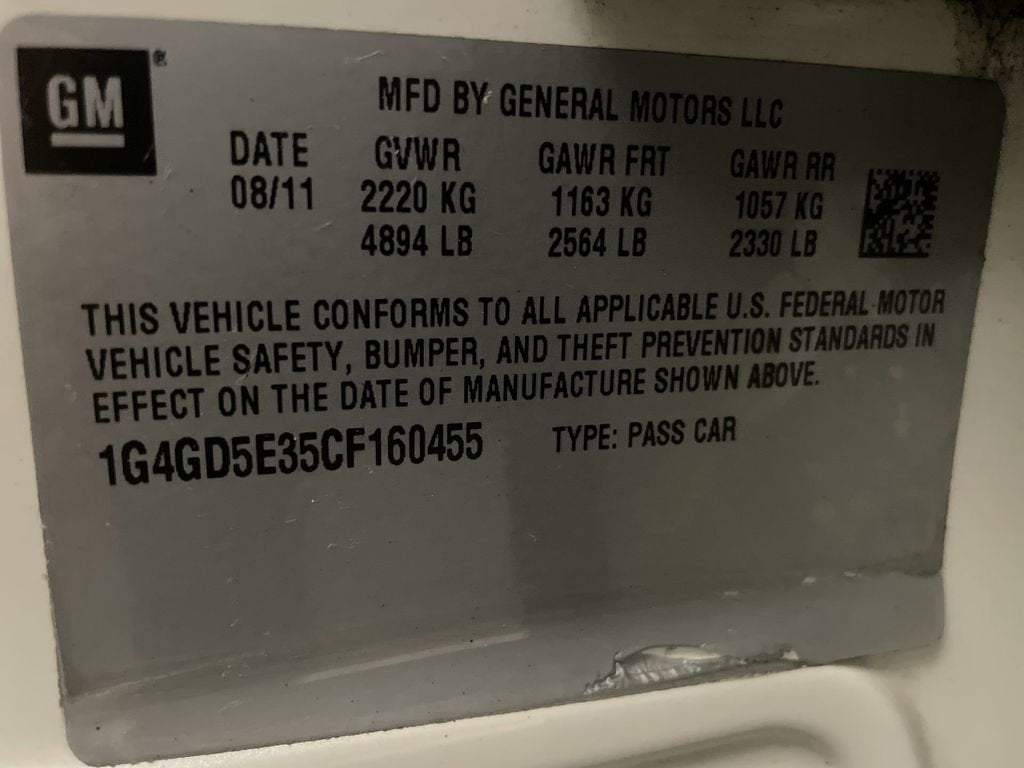 GM®
MFD BY GENERAL MOTORS LLC
DATE GVWR GAWR FRT GAWR RR
08/11 2220 KG 1163 KG 1057 KG
4894 LB 2564 LB 2330 LB
THIS VEHICLE CONFORMS TO ALL APPLICABLE U.S. FEDERAL MOTOR
VEHICLE SAFETY, BUMPER, AND THEFT PREVENTION STANDARDS IN
EFFECT ON THE DATE OF MANUFACTURE SHOWN ABOVE.
1G4GD5E35CF160455 TYPE: PASS CAR